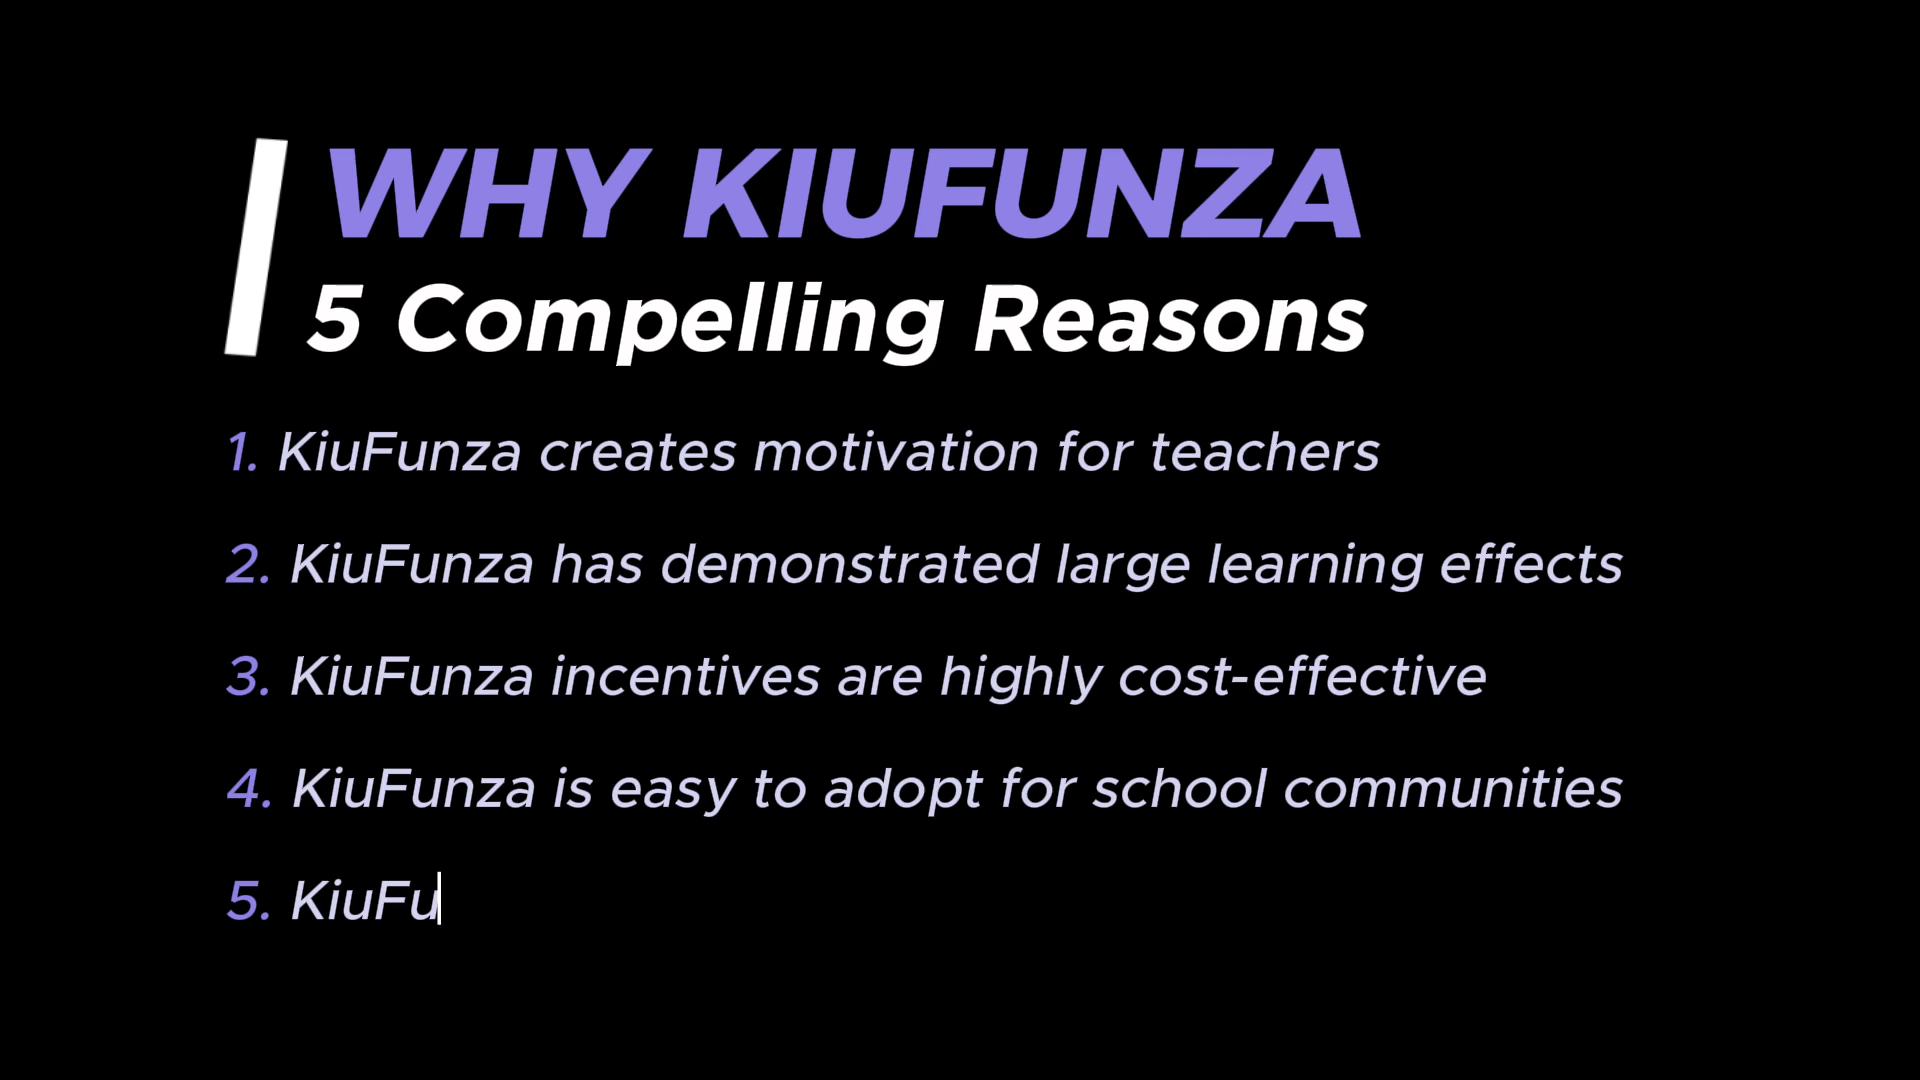 WHY KIUFUNZA
5 Compelling Reasons
1. KiuFunza creates motivation for teachers
2. KiuFunza has demonstrated large learning effects
3. KiuFunza incentives are highly cost-effective
4. KiuFunza is easy to adopt for school communities
5. KiuFu